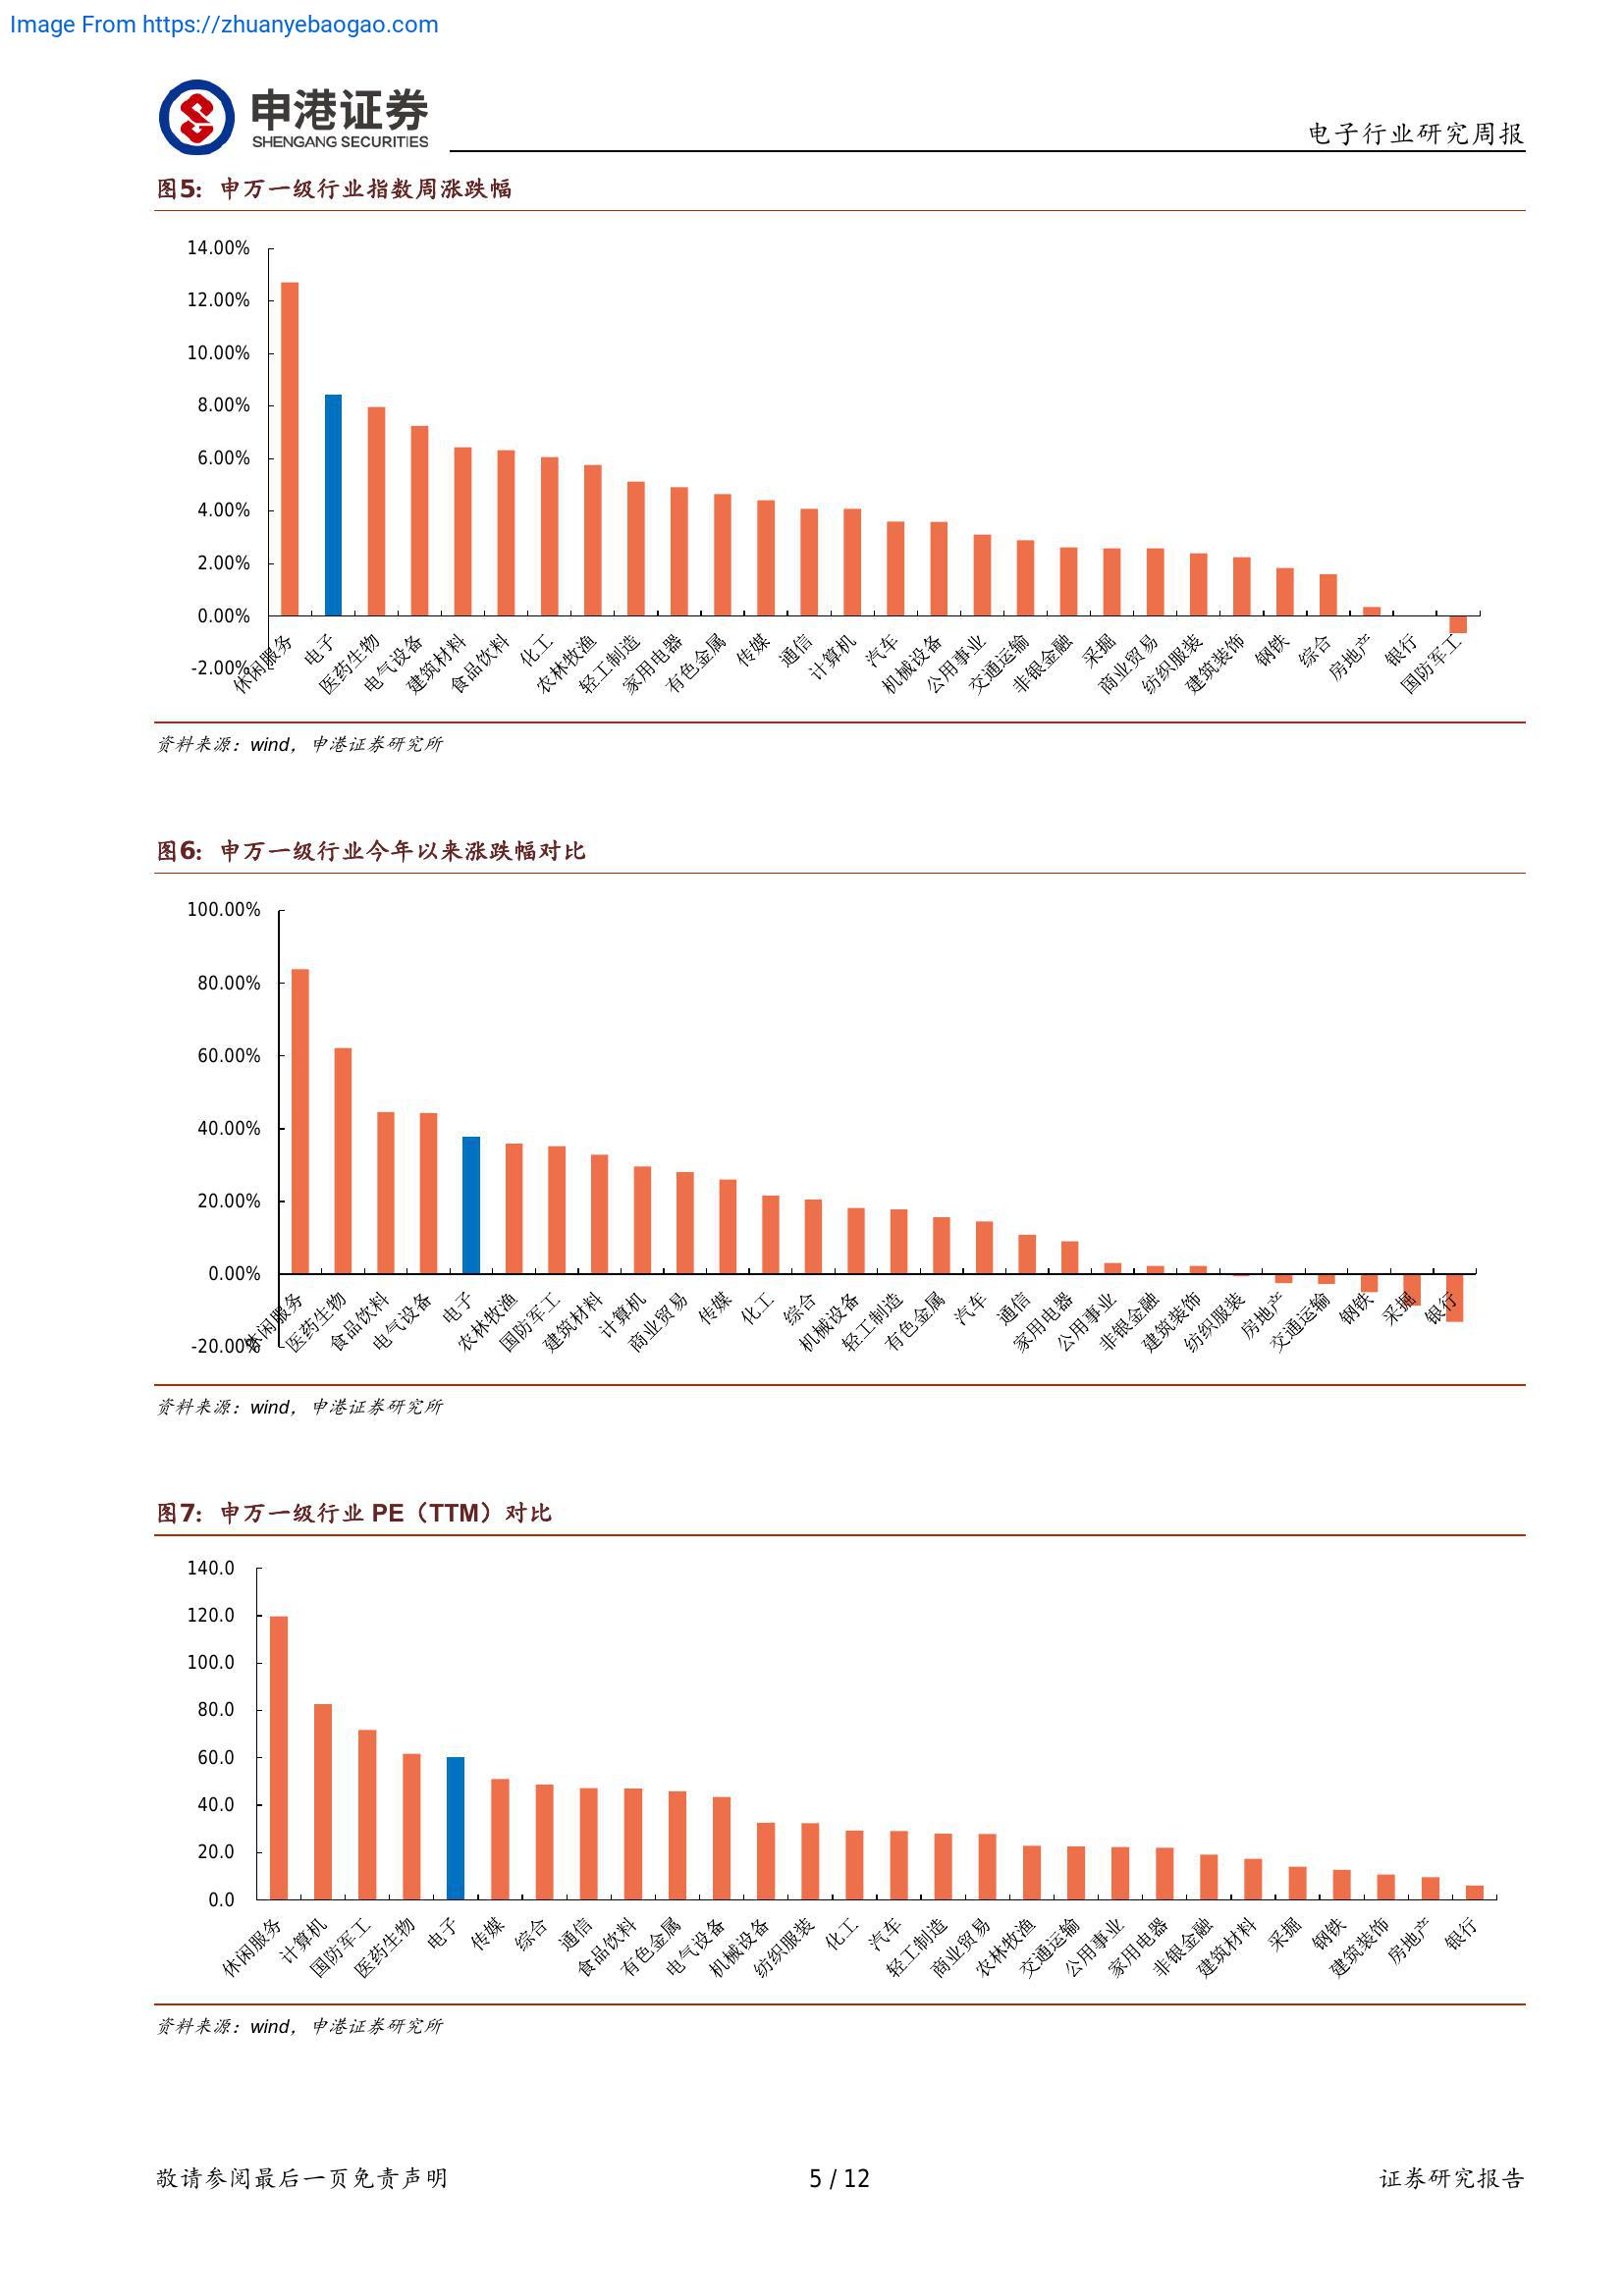 Image From https://zhuanyebaogao.com
申港证券
SHENGANG SECURITIES
电子行业研究周报
图5：申万一级行业指数周涨跌幅
14.00%
12.00%
10.00%
8.00%
6.00%
4.00%
2.00%
0.00%
-2.00%
休闲服务
电子
医药生物
电气设备
建筑材料
食品饮料
化工
农林牧渔
轻工制造
家用电器
有色金属
传媒
通信
计算机
汽车
机械设备
公用事业
交通运输
非银金融
采掘
商业贸易
纺织服装
建筑装饰
钢铁
综合
房地产
银行
国防军工
资料来源：wind，申港证券研究所
图6：申万一级行业今年以来涨跌幅对比
100.00%
80.00%
60.00%
40.00%
20.00%
0.00%
-20.00%
休闲服务
医药生物
食品饮料
电气设备
电子
农林牧渔
国防军工
建筑材料
计算机
商业贸易
传媒
化工
综合
机械设备
轻工制造
有色金属
汽车
通信
家用电器
公用事业
非银金融
建筑装饰
纺织服装
房地产
交通运输
钢铁
采掘
银行
资料来源：wind，申港证券研究所
图7：申万一级行业 PE（TTM）对比
140.0
120.0
100.0
80.0
60.0
40.0
20.0
0.0
休闲服务
计算机
国防军工
医药生物
电子
传媒
综合
通信
食品饮料
有色金属
电气设备
机械设备
纺织服装
化工
汽车
轻工制造
商业贸易
农林牧渔
交通运输
公用事业
家用电器
非银金融
建筑材料
采掘
钢铁
建筑装饰
房地产
银行
资料来源：wind，申港证券研究所
敬请参阅最后一页免责声明
5 / 12
证券研究报告